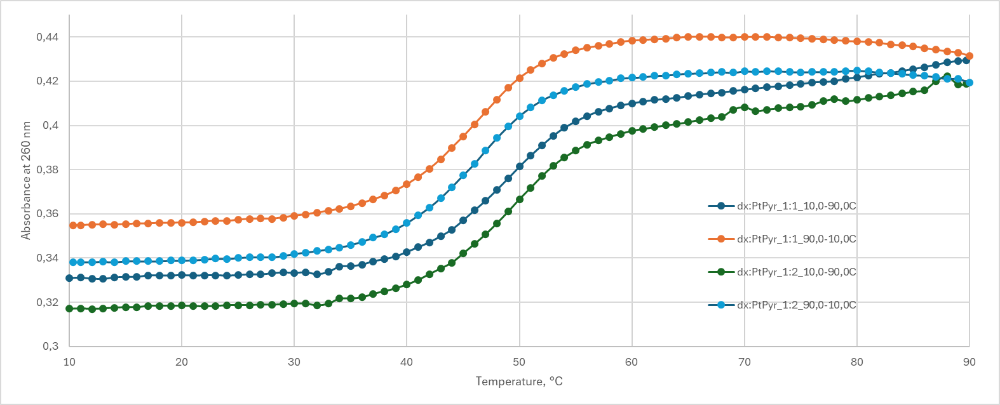 0,44
0,42
0,4
0,38
0,36
0,34
0,32
0,3
Absorbance at 260 nm
10 20 30 40 50 60 70 80 90
Temperature, °C
dx:PtPyr_1:1_10,0-90,0C
dx:PtPyr_1:1_90,0-10,0C
dx:PtPyr_1:2_10,0-90,0C
dx:PtPyr_1:2_90,0-10,0C